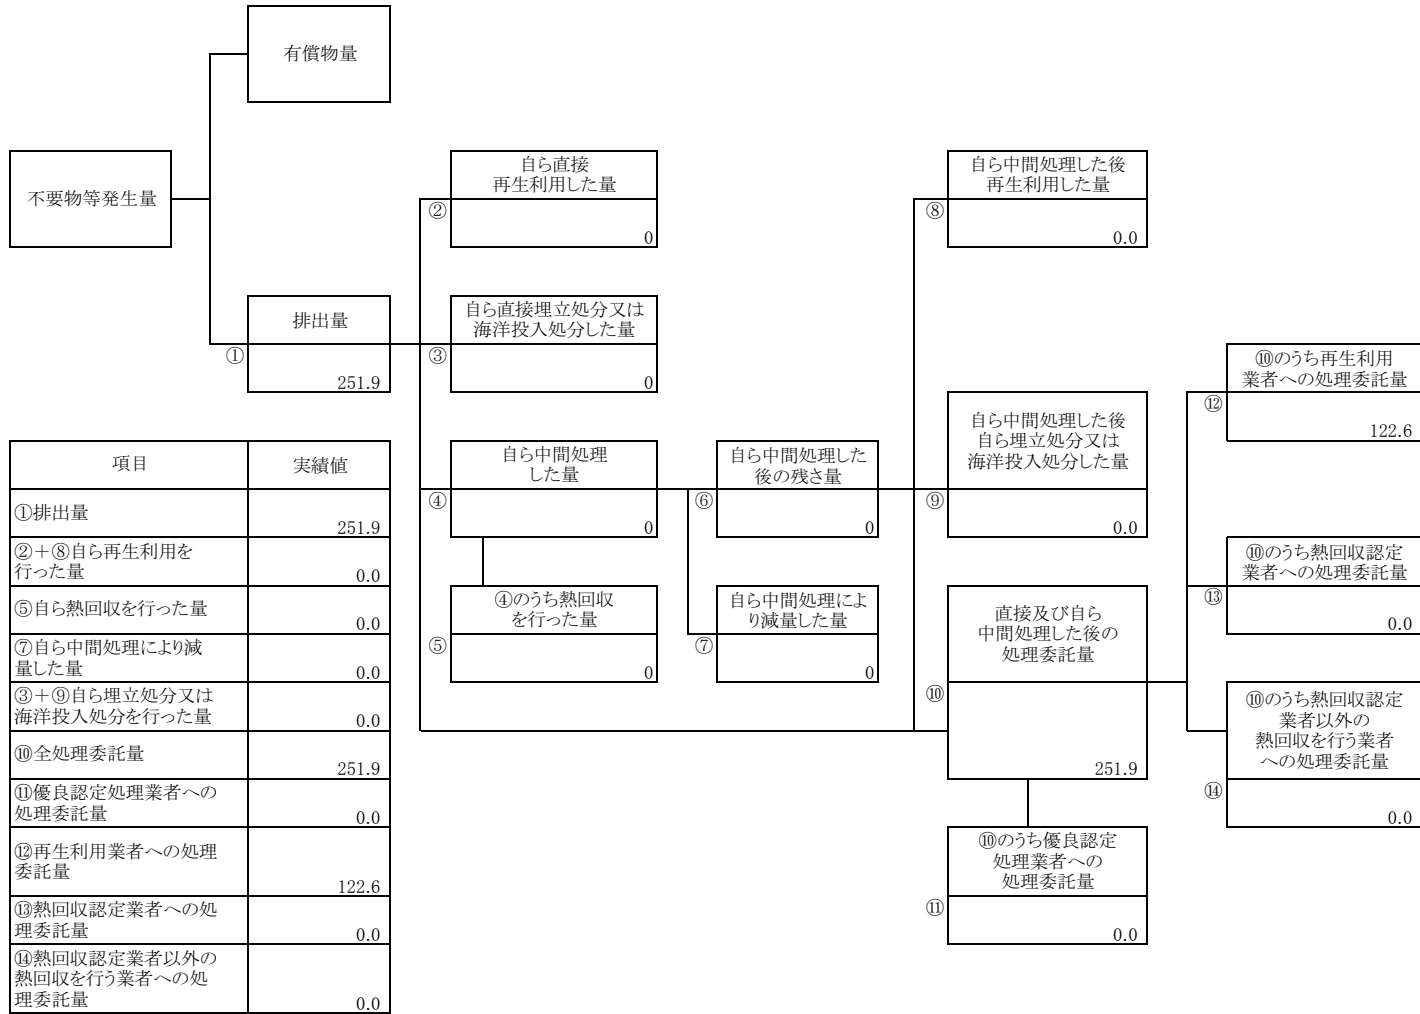 有償物量
不要物等発生量
排出量
①
251.9
自ら直接
再生利用した量
②
0
自ら直接埋立処分又は
海洋投入処分した量
③
0
自ら中間処理
した量
④
0
④のうち熱回収
を行った量
⑤
0
自ら中間処理した
後の残さ量
⑥
0
自ら中間処理によ
り減量した量
⑦
0
自ら中間処理した後
再生利用した量
⑧
0.0
自ら中間処理した後
自ら埋立処分又は
海洋投入処分した量
⑨
0.0
直接及び自ら
中間処理した後の
処理委託量
⑩
251.9
⑩のうち優良認定
処理業者への
処理委託量
⑪
0.0
⑩のうち再生利用
業者への処理委託量
⑫
122.6
⑩のうち熱回収認定
業者への処理委託量
⑬
0.0
⑩のうち熱回収認定
業者以外の
熱回収を行う業者
への処理委託量
⑭
0.0
項目 実績値
①排出量
251.9
②＋⑧自ら再生利用を
行った量
0.0
⑤自ら熱回収を行った量
0.0
⑦自ら中間処理により減
量した量
0.0
③＋⑨自ら埋立処分又は
海洋投入処分を行った量
0.0
⑩全処理委託量
251.9
⑪優良認定処理業者への
処理委託量
0.0
⑫再生利用業者への処理
委託量
122.6
⑬熱回収認定業者への処
理委託量
0.0
⑭熱回収認定業者以外の
熱回収を行う業者への処
理委託量
0.0